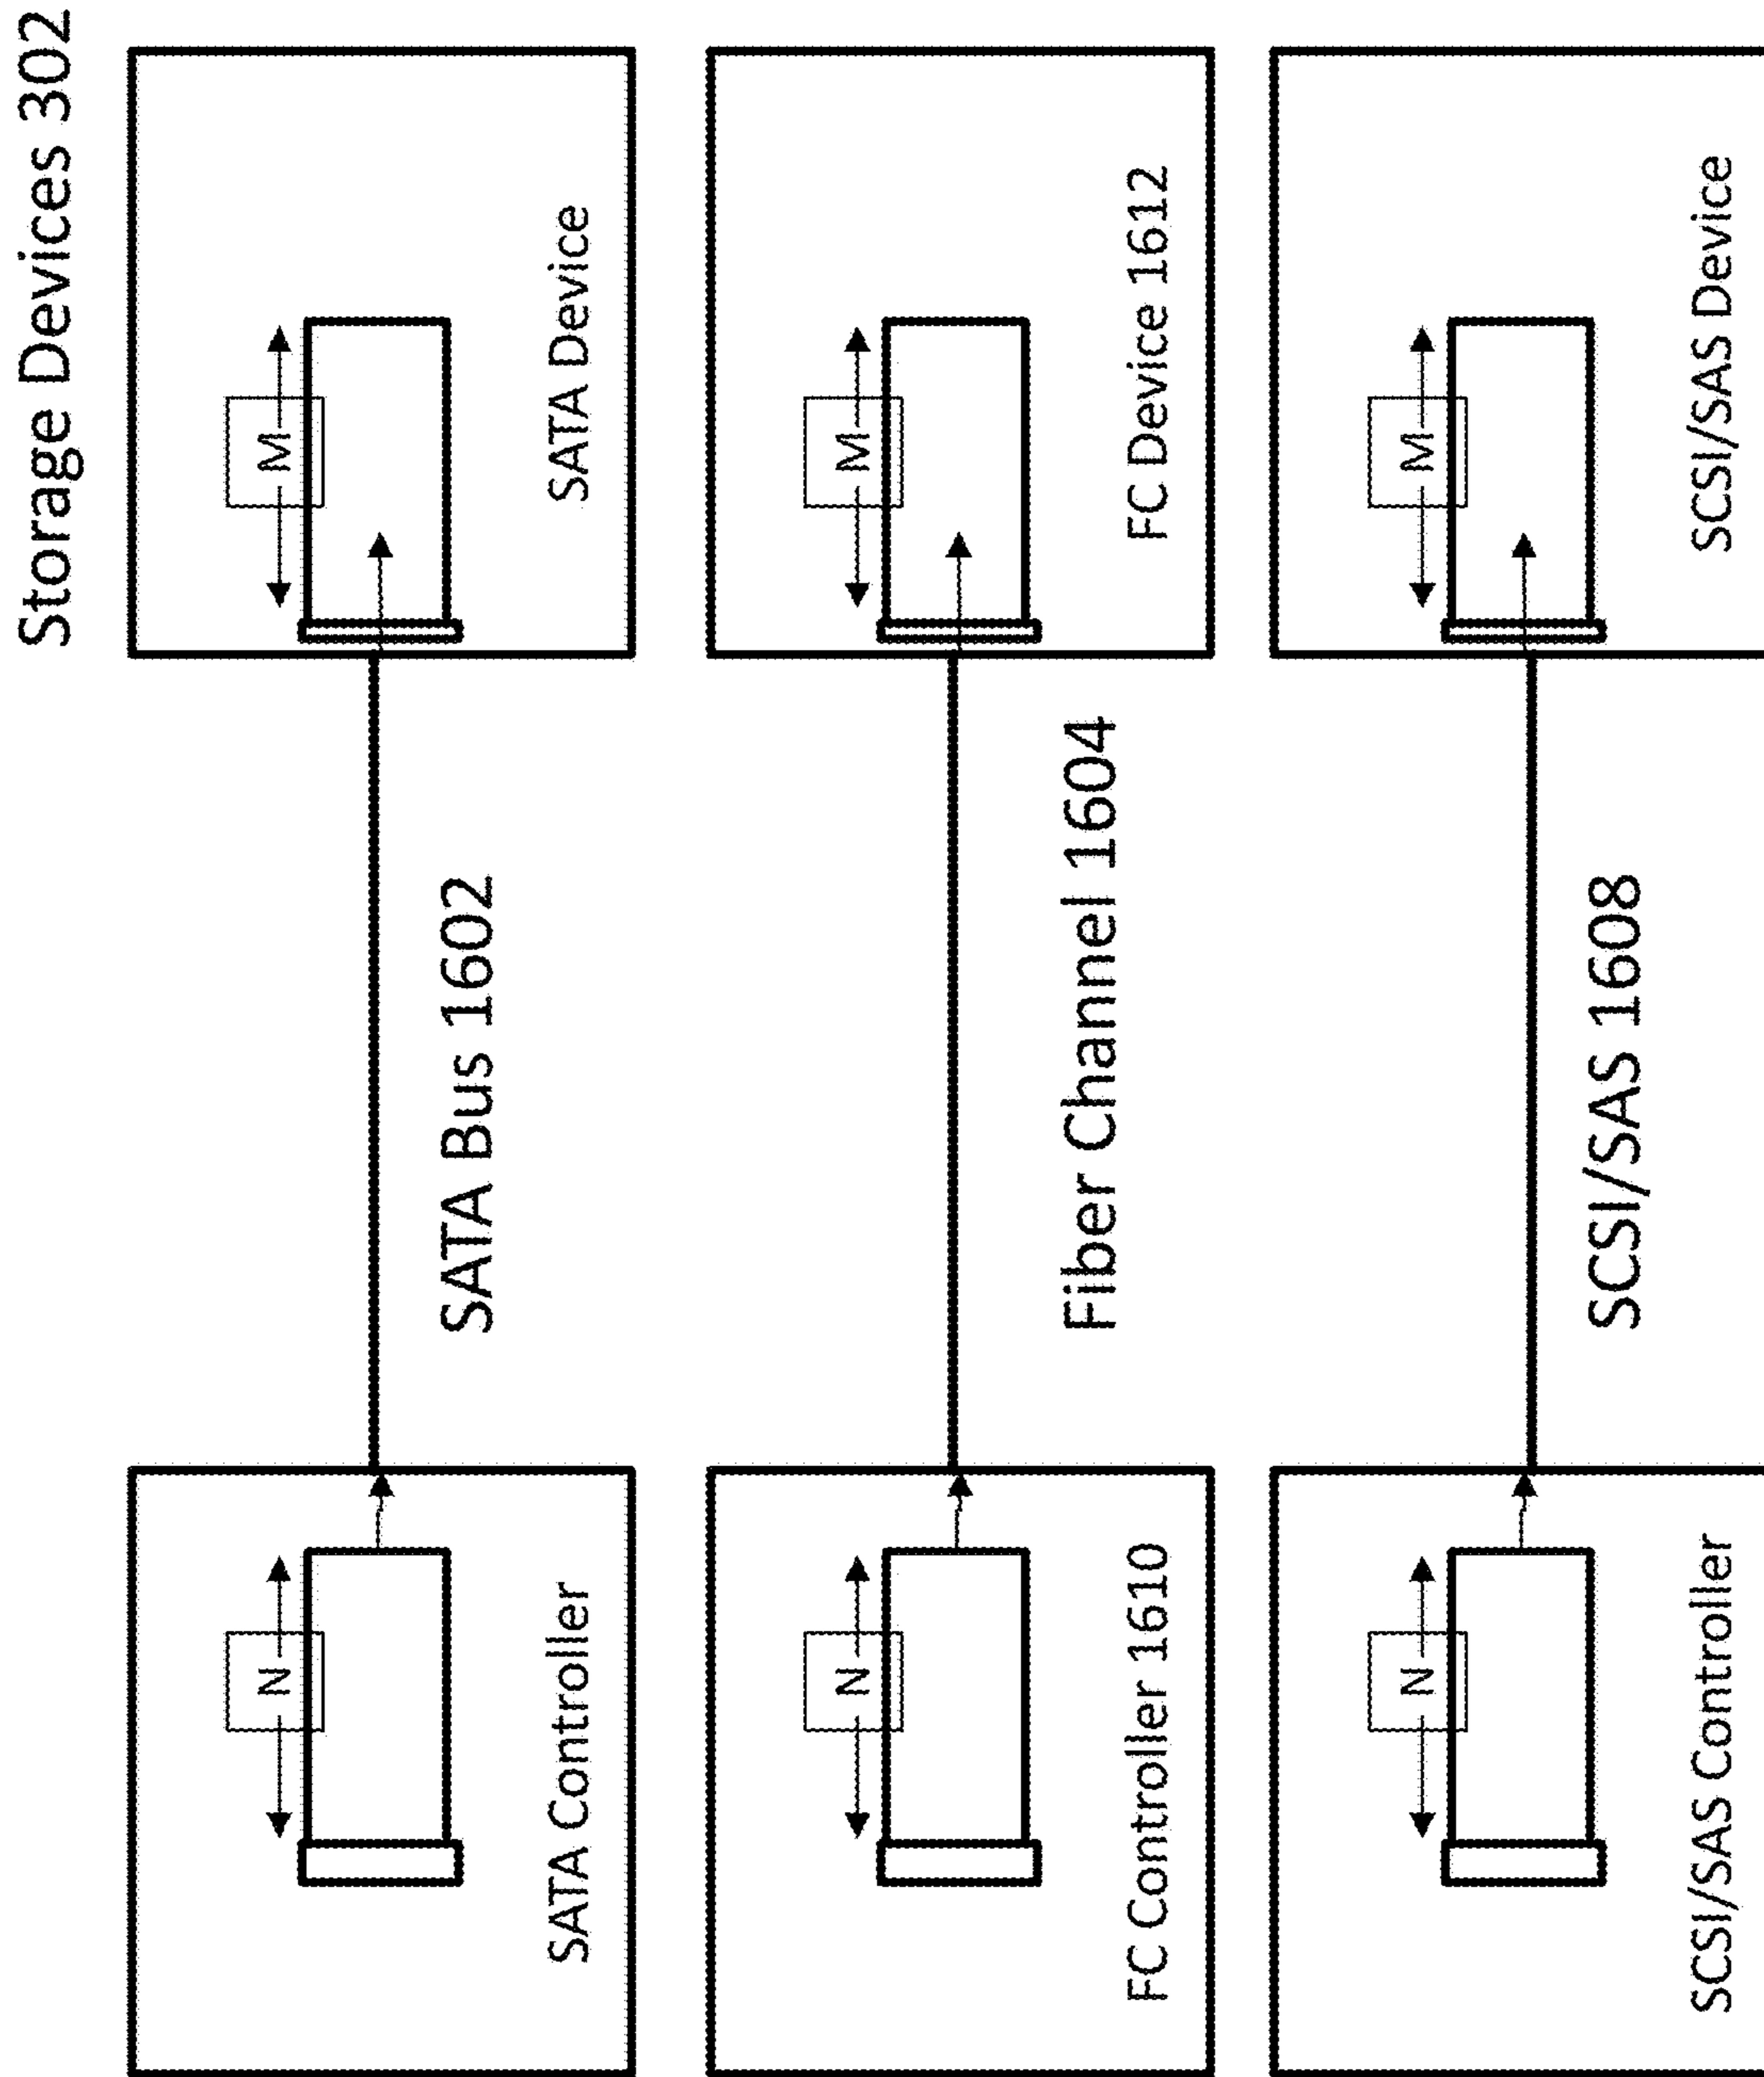 Storage Devices 302
N
SATA Controller
SATA Bus 1602
M
SATA Device
N
FC Controller 1610
Fiber Channel 1604
M
FC Device 1612
N
SCSI/SAS Controller
SCSI/SAS 1608
M
SCSI/SAS Device